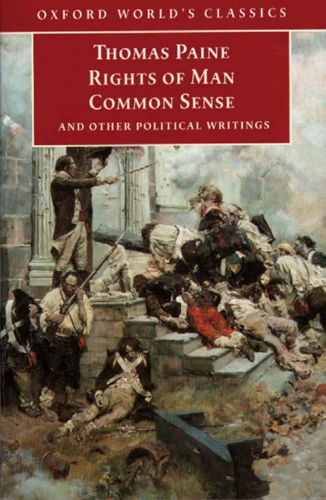 OXFORD WORLD'S CLASSICS
THOMAS PAINE
RIGHTS OF MAN
COMMON SENSE
AND OTHER POLITICAL WRITINGS